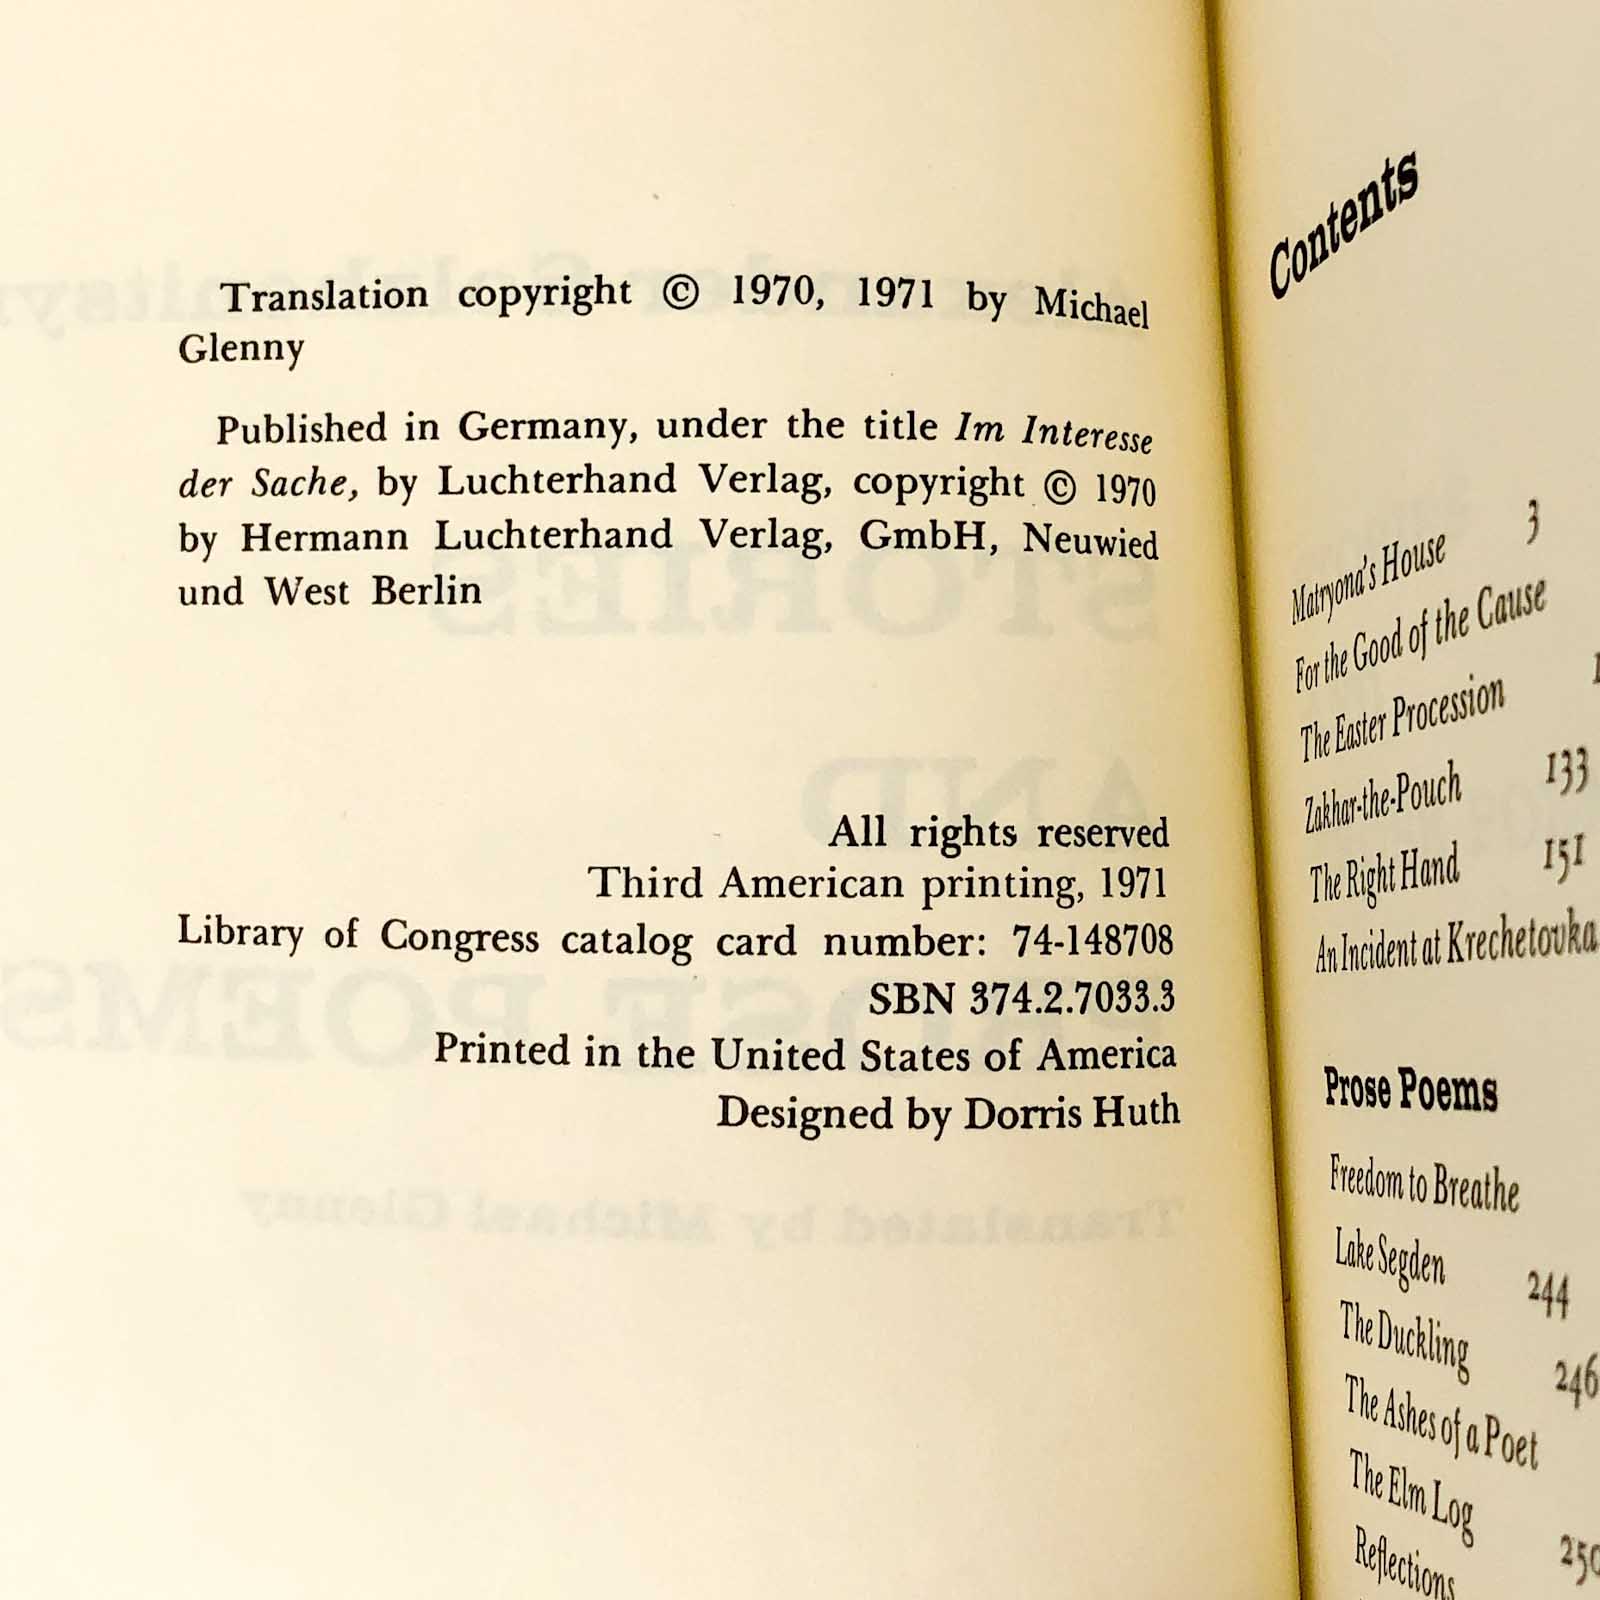 Translation copyright © 1970, 1971 by Michael
Glenny
Published in Germany, under the title Im Interesse
der Sache, by Luchterhand Verlag, copyright © 1970
by Hermann Luchterhand Verlag, GmbH, Neuwied
und West Berlin
All rights reserved
Third American printing, 1971
Library of Congress catalog card number: 74-148708
SBN 374.2.7033.3
Printed in the United States of America
Designed by Dorris Huth
Contents
Matryona's House 3
For the Good of the Cause
The Easter Procession
Zakhar-the-Pouch 133
The Right Hand 151
An Incident at Krechetovka
Prose Poems
Freedom to Breathe
Lake Segden 244
The Duckling 246
The Ashes of a Poet
The Elm Log
Reflections 250